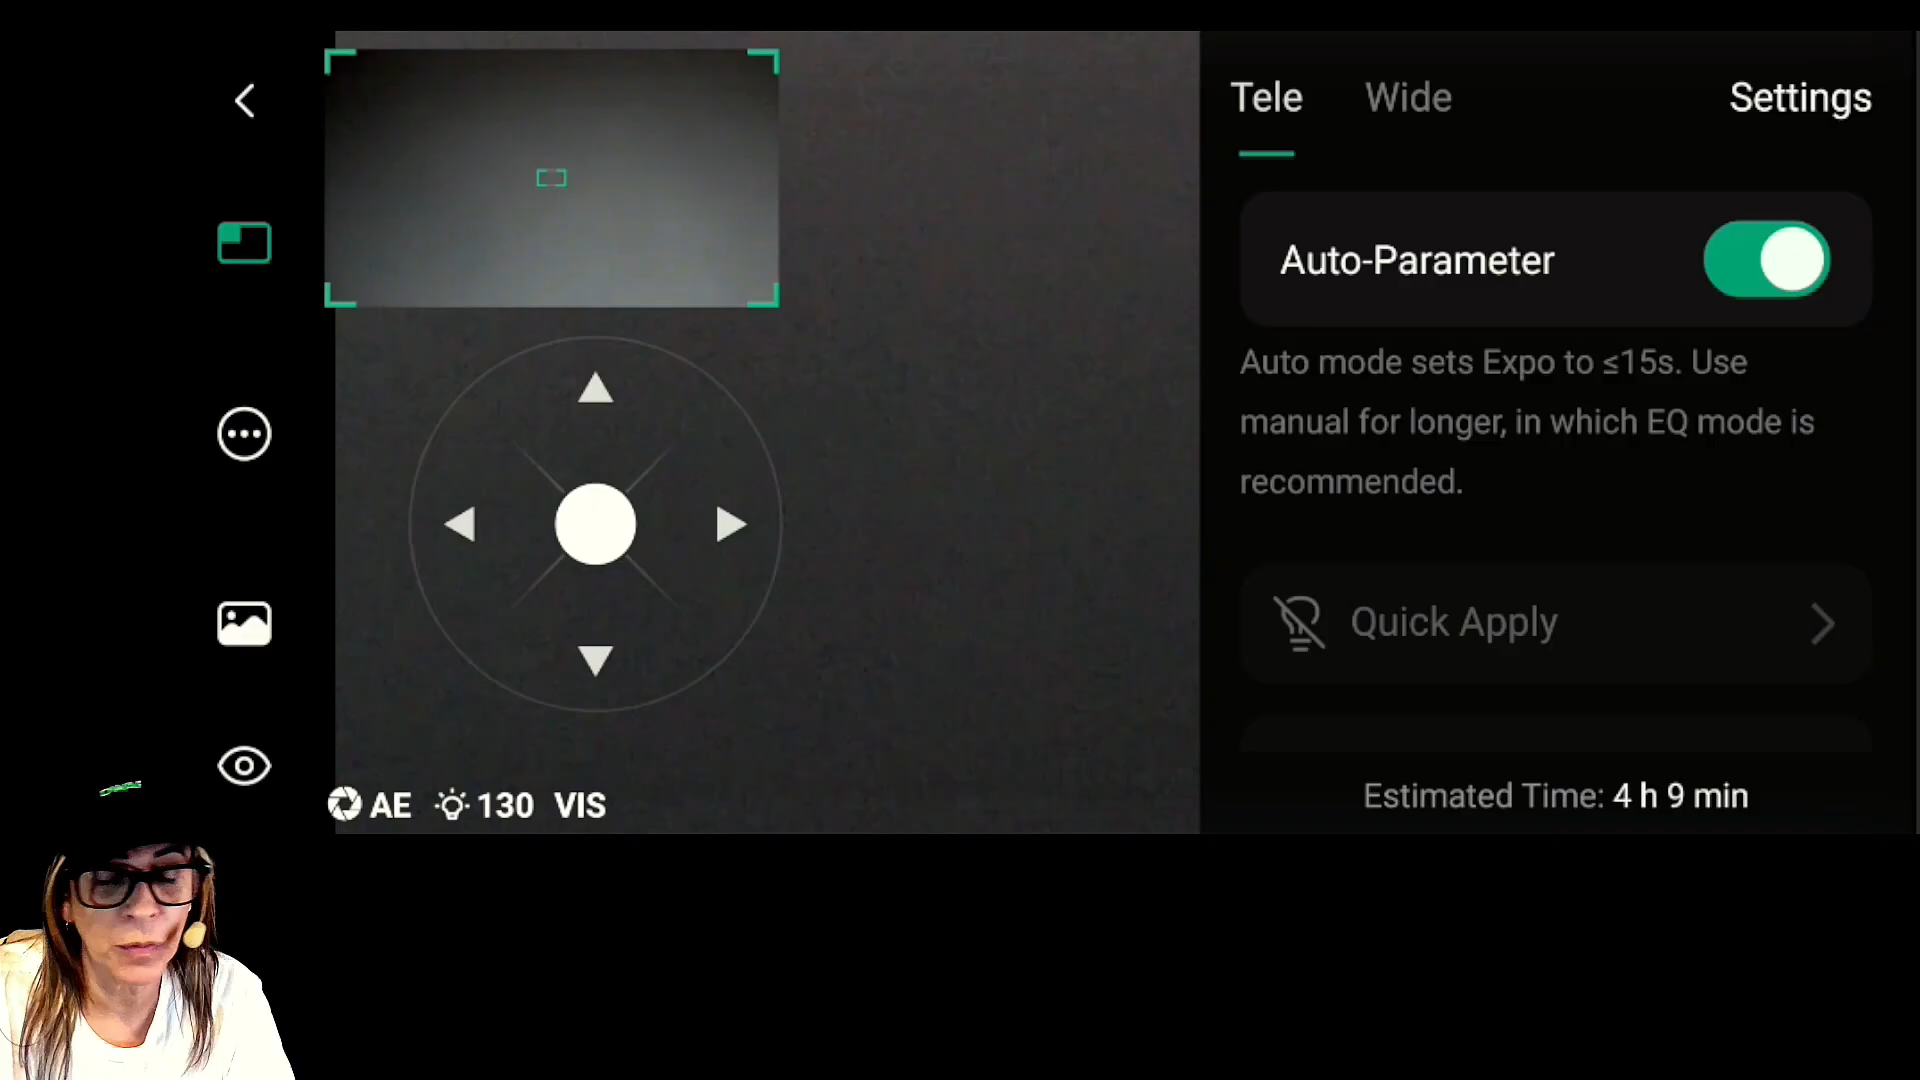 Tele Wide Settings
Auto-Parameter
Auto mode sets Expo to ≤15s. Use
manual for longer, in which EQ mode is
recommended.
Quick Apply
Estimated Time: 4 h 9 min
AE 130 VIS